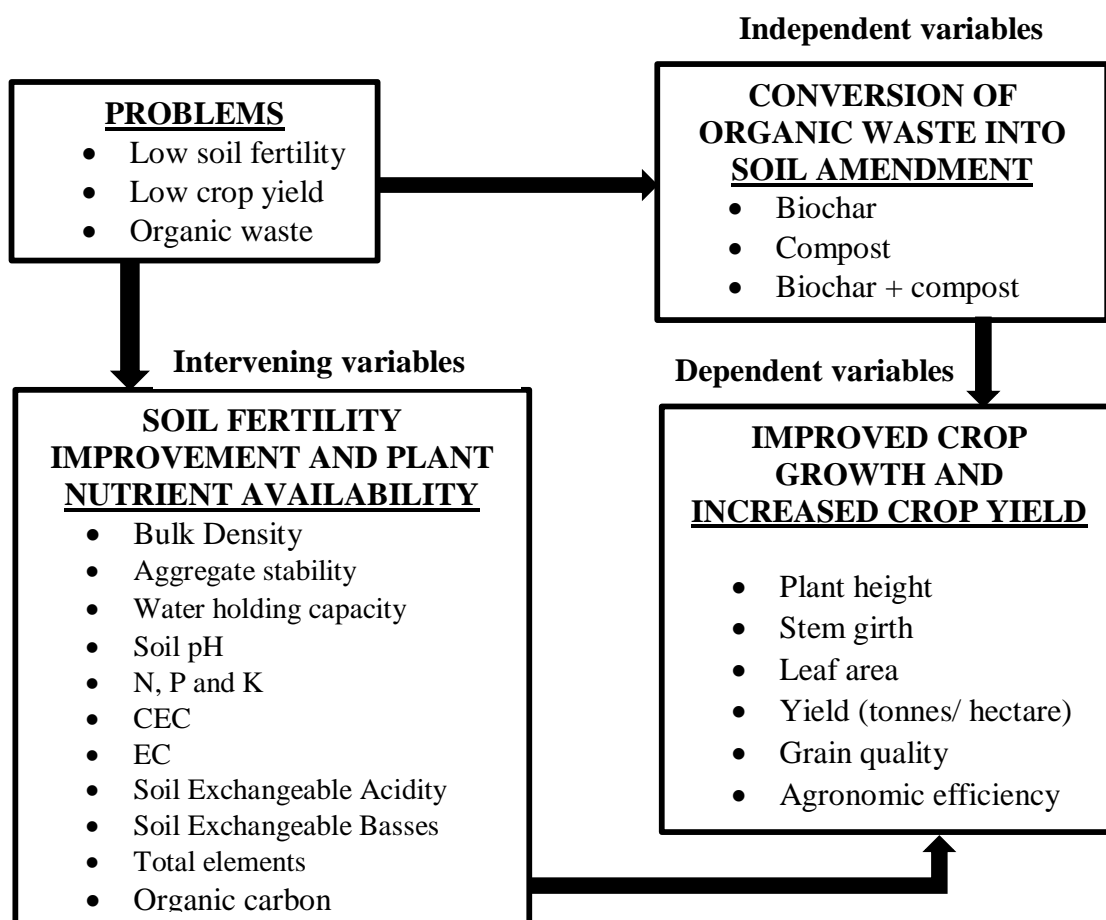 Independent variables
PROBLEMS
• Low soil fertility
• Low crop yield
• Organic waste
CONVERSION OF
ORGANIC WASTE INTO
SOIL AMENDMENT
• Biochar
• Compost
• Biochar + compost
Intervening variables
SOIL FERTILITY
IMPROVEMENT AND PLANT
NUTRIENT AVAILABILITY
• Bulk Density
• Aggregate stability
• Water holding capacity
• Soil pH
• N, P and K
• CEC
• EC
• Soil Exchangeable Acidity
• Soil Exchangeable Basses
• Total elements
• Organic carbon
Dependent variables
IMPROVED CROP
GROWTH AND
INCREASED CROP YIELD
• Plant height
• Stem girth
• Leaf area
• Yield (tonnes/ hectare)
• Grain quality
• Agronomic efficiency